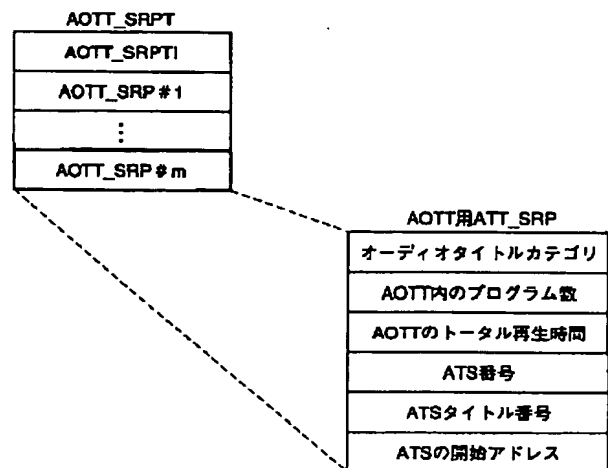 AOTT_SRPT
AOTT_SRPTI
AOTT_SRP#1
⋮
AOTT_SRP#m
AOTT用ATT_SRP
オーディオタイトルカテゴリ
AOTT内のプログラム数
AOTTのトータル再生時間
ATS番号
ATSタイトル番号
ATSの開始アドレス